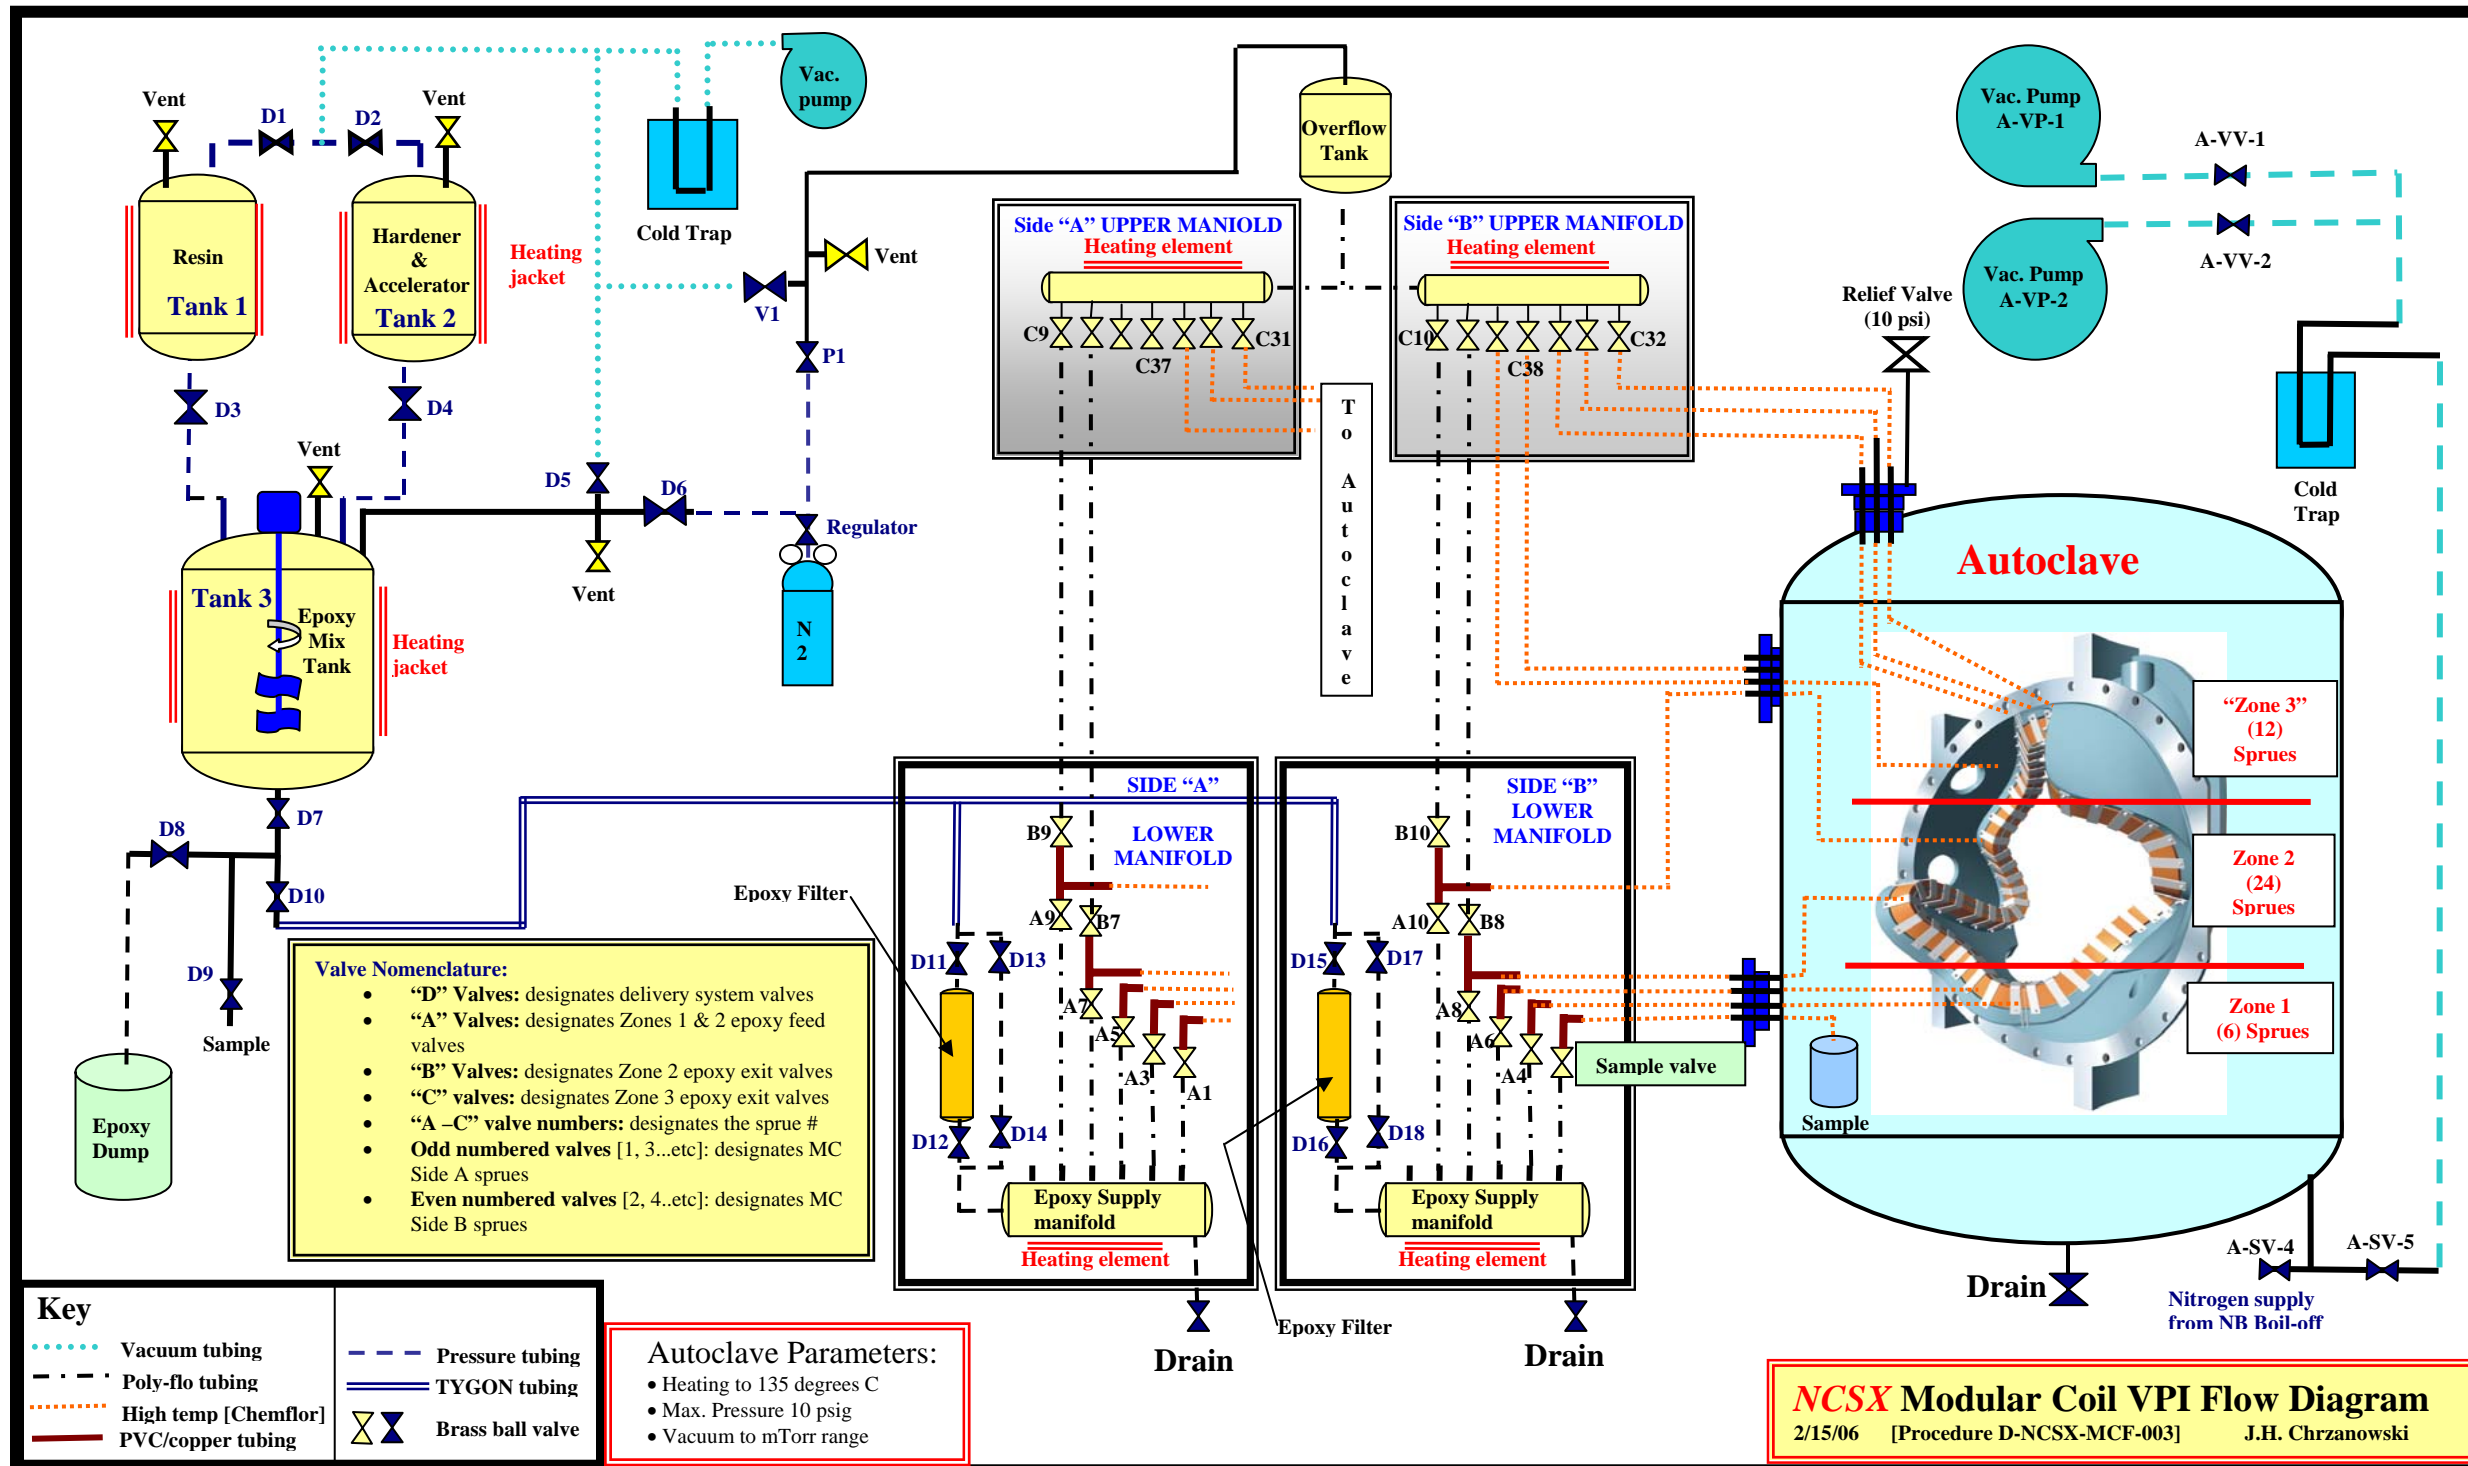 Vent
D1
D2
Vent
Vac.
pump
Cold Trap
Resin
Tank 1
Hardener
&
Accelerator
Tank 2
Heating
jacket
D3
D4
Vent
V1
P1
Vent
Overflow
Tank
Side “A” UPPER MANIOLD
Heating element
C9
C37
C31
Side “B” UPPER MANIFOLD
Heating element
C10
C38
C32
To Autoclave
Vac. Pump
A-VP-1
A-VV-1
Vac. Pump
A-VP-2
A-VV-2
Relief Valve
(10 psi)
Cold
Trap
D5
D6
Vent
Regulator
N
2
Tank 3
Epoxy
Mix
Tank
Heating
jacket
D7
D8
D10
D9
Sample
Epoxy
Dump
Epoxy Filter
SIDE “A”
LOWER
MANIFOLD
B9
A9
B7
A7
A5
A3
A1
D11
D13
D12
D14
Epoxy Supply
manifold
Heating element
Drain
SIDE “B”
LOWER
MANIFOLD
B10
A10
B8
A8
A6
A4
Sample valve
D15
D17
D16
D18
Epoxy Supply
manifold
Heating element
Epoxy Filter
Drain
Autoclave
“Zone 3”
(12)
Sprues
Zone 2
(24)
Sprues
Zone 1
(6) Sprues
Sample
Drain
A-SV-4
A-SV-5
Nitrogen supply
from NB Boil-off
Valve Nomenclature:
• “D” Valves: designates delivery system valves
• “A” Valves: designates Zones 1 & 2 epoxy feed
valves
• “B” Valves: designates Zone 2 epoxy exit valves
• “C” valves: designates Zone 3 epoxy exit valves
• “A –C” valve numbers: designates the sprue #
• Odd numbered valves [1, 3...etc]: designates MC
Side A sprues
• Even numbered valves [2, 4..etc]: designates MC
Side B sprues
Key
Vacuum tubing
Poly-flo tubing
High temp [Chemflor]
PVC/copper tubing
Pressure tubing
TYGON tubing
Brass ball valve
Autoclave Parameters:
• Heating to 135 degrees C
• Max. Pressure 10 psig
• Vacuum to mTorr range
NCSX Modular Coil VPI Flow Diagram
2/15/06 [Procedure D-NCSX-MCF-003] J.H. Chrzanowski